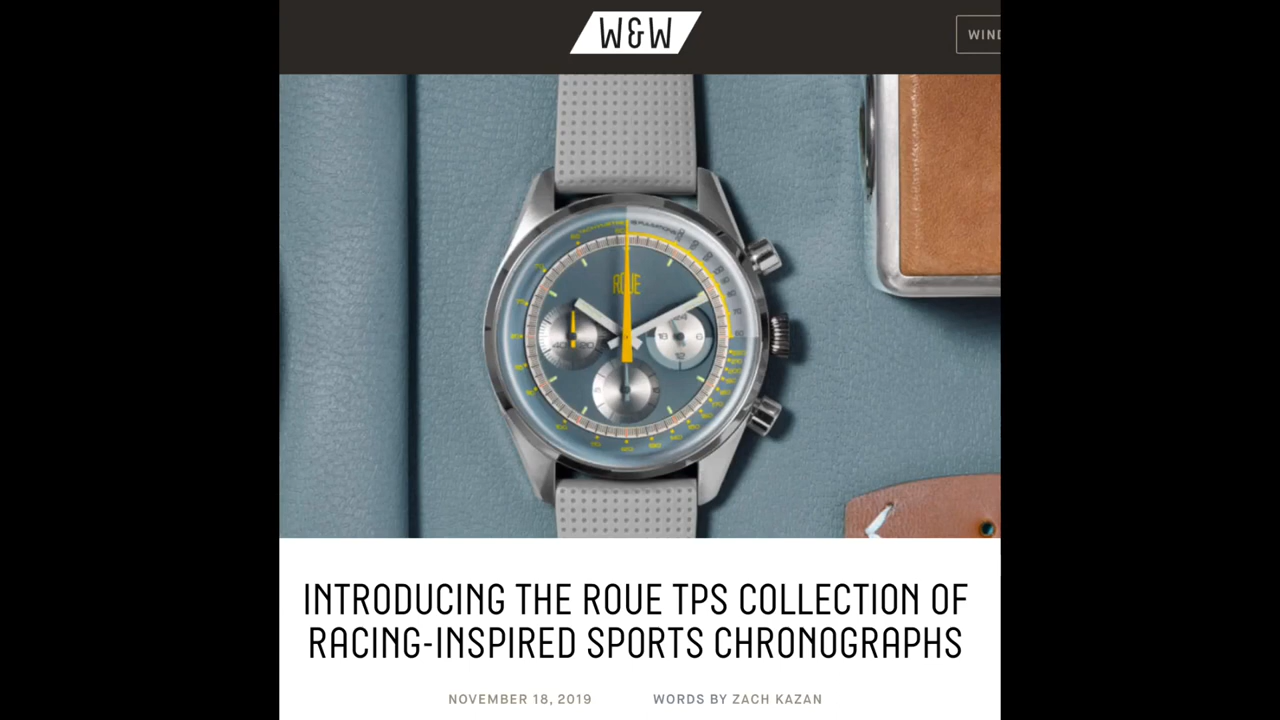 W&W
WIND
ROUE
INTRODUCING THE ROUE TPS COLLECTION OF
RACING-INSPIRED SPORTS CHRONOGRAPHS
NOVEMBER 18, 2019
WORDS BY ZACH KAZAN